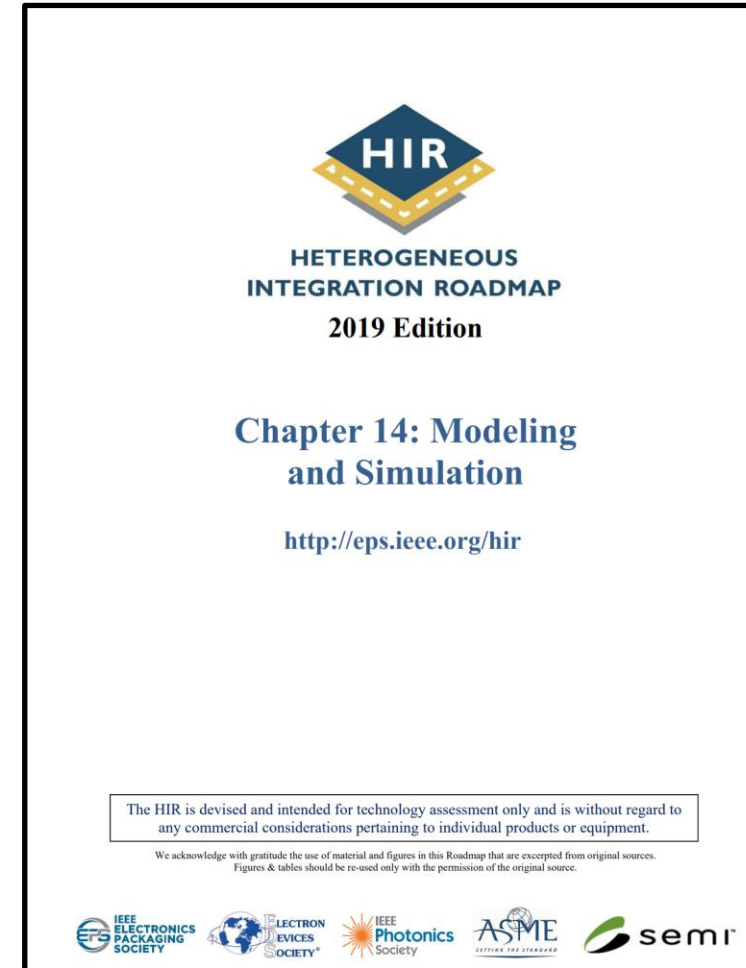 HIR
HETEROGENEOUS
INTEGRATION ROADMAP
2019 Edition
Chapter 14: Modeling
and Simulation
http://eps.ieee.org/hir
The HIR is devised and intended for technology assessment only and is without regard to
any commercial considerations pertaining to individual products or equipment.
We acknowledge with gratitude the use of material and figures in this Roadmap that are excerpted from original sources.
Figures & tables should be re-used only with the permission of the original source.
EPS
IEEE
ELECTRONICS
PACKAGING
SOCIETY
ELECTRON
DEVICES
SOCIETY®
IEEE
Photonics
Society
ASME
SETTING THE STANDARD
semi